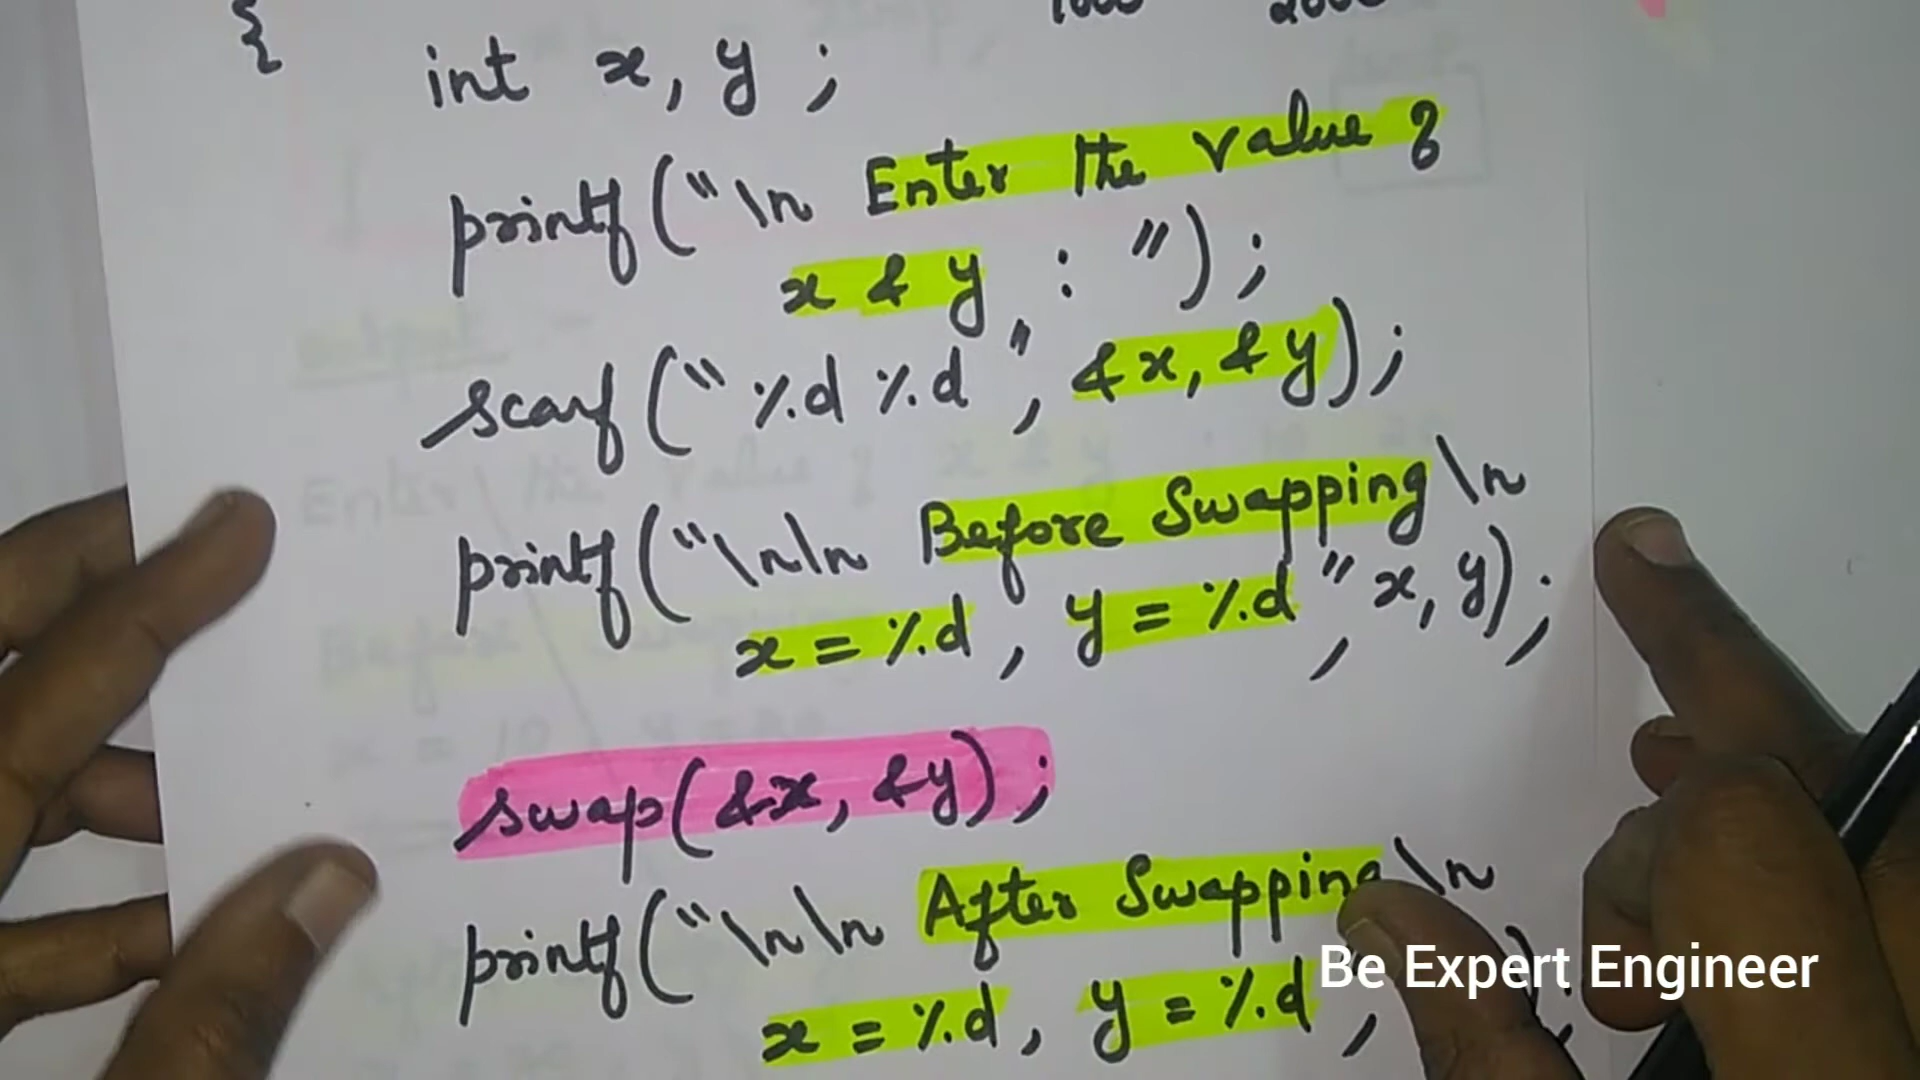 {
int x, y ;
printf("\n Enter the value of
x & y : ");
scanf("%d %d", &x, &y);
printf("\n\n Before Swapping \n
x = %d, y = %d", x, y);
swap(&x, &y);
printf("\n\n After Swapping \n
x = %d, y = %d
Be Expert Engineer